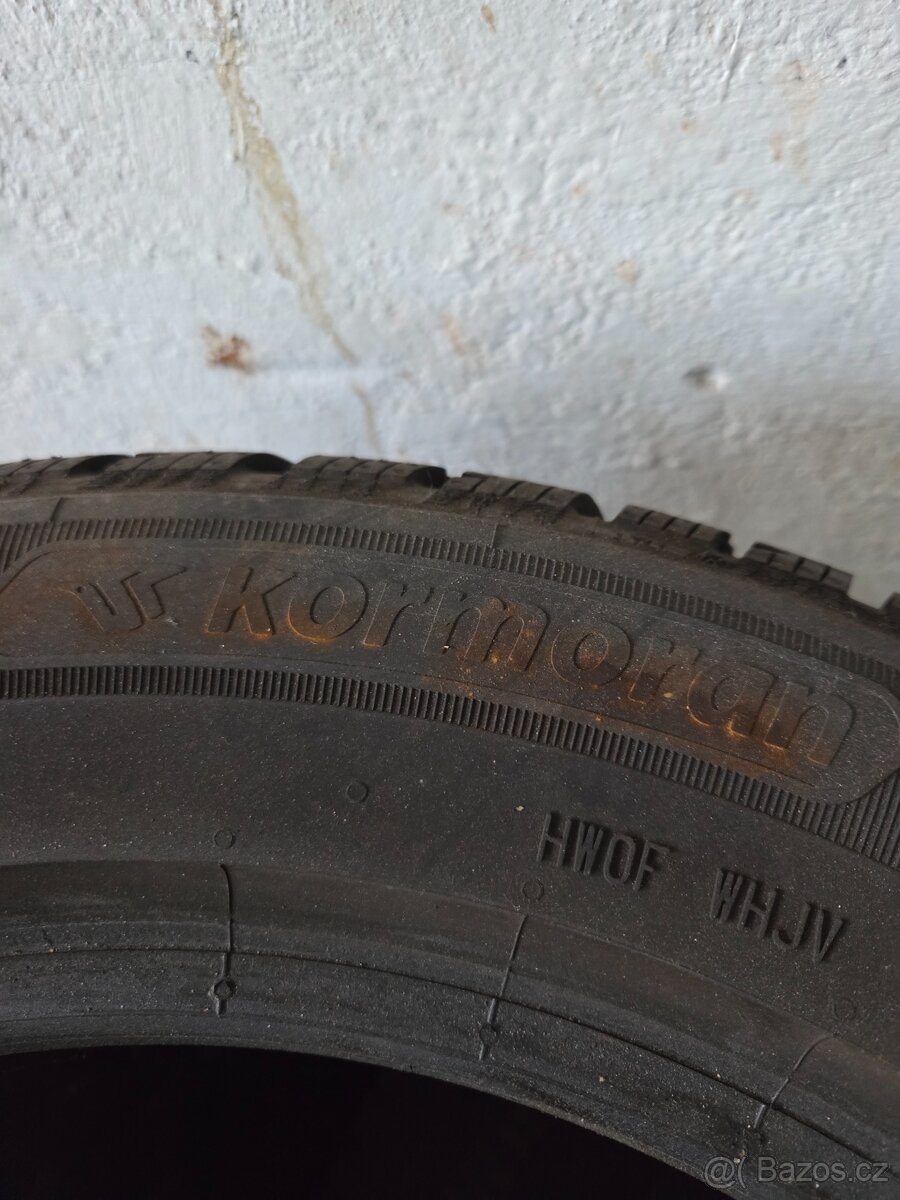 kormoran
HW0F WHJV
@ Bazos.cz